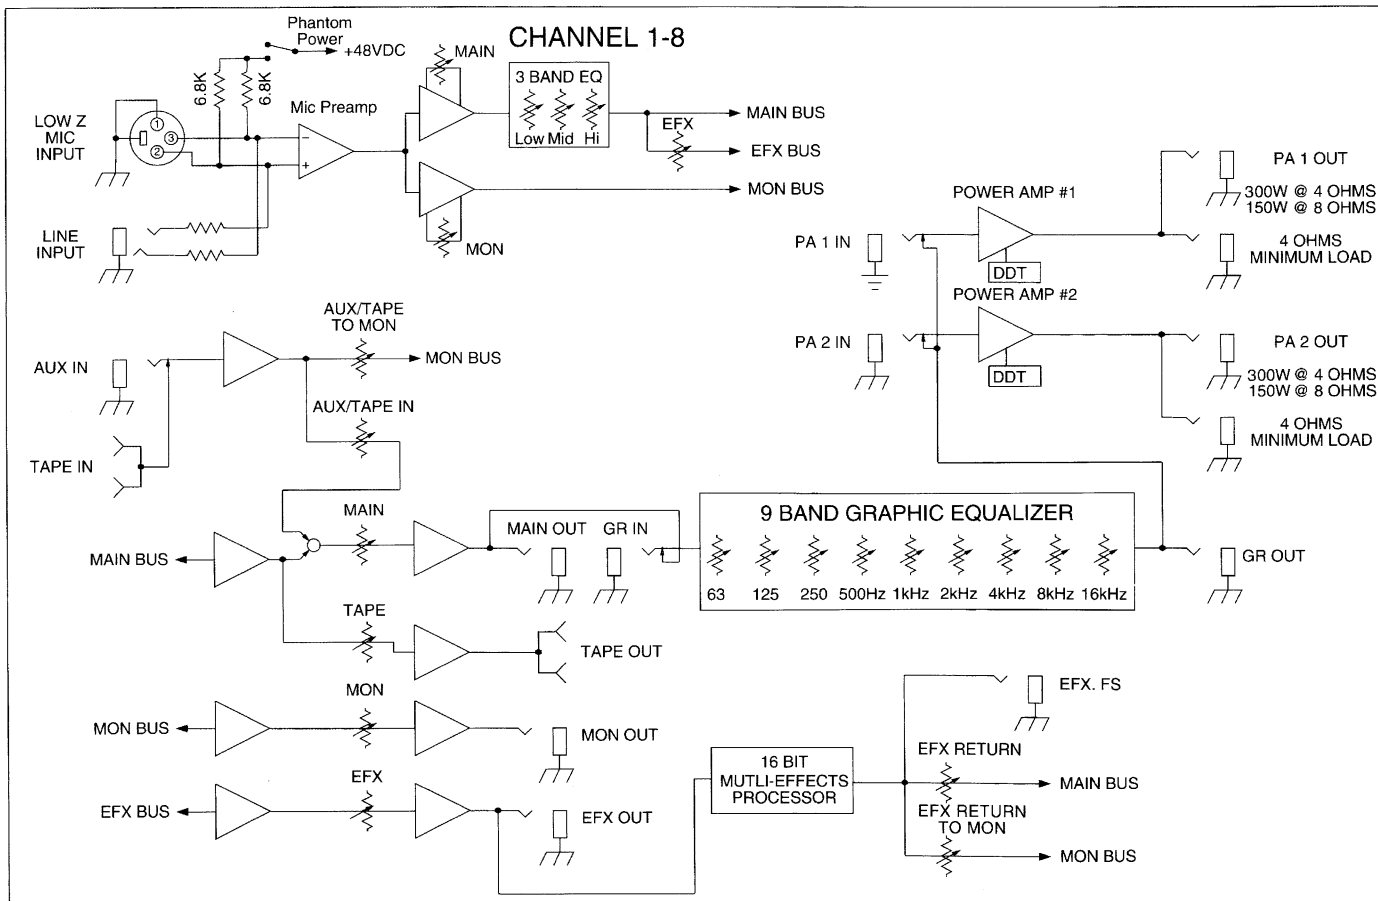 CHANNEL 1-8
Phantom
Power
+48VDC
6.8K
6.8K
LOW Z
MIC
INPUT
1
3
2
Mic Preamp
-
+
MAIN
3 BAND EQ
Low Mid Hi
MAIN BUS
EFX
EFX BUS
MON BUS
MON
LINE
INPUT
PA 1 IN
POWER AMP #1
DDT
PA 1 OUT
300W @ 4 OHMS
150W @ 8 OHMS
4 OHMS
MINIMUM LOAD
PA 2 IN
POWER AMP #2
DDT
PA 2 OUT
300W @ 4 OHMS
150W @ 8 OHMS
4 OHMS
MINIMUM LOAD
AUX/TAPE
TO MON
MON BUS
AUX IN
AUX/TAPE IN
TAPE IN
MAIN BUS
MAIN
MAIN OUT
GR IN
9 BAND GRAPHIC EQUALIZER
63 125 250 500Hz 1kHz 2kHz 4kHz 8kHz 16kHz
GR OUT
TAPE
TAPE OUT
MON
MON BUS
MON OUT
EFX
EFX BUS
EFX OUT
16 BIT
MUTLI-EFFECTS
PROCESSOR
EFX. FS
EFX RETURN
MAIN BUS
EFX RETURN
TO MON
MON BUS